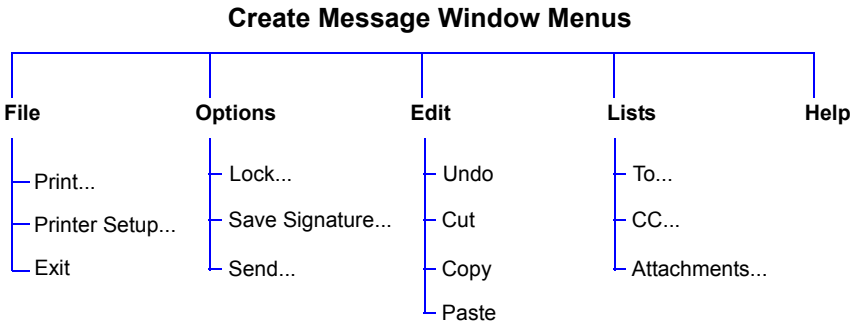 Create Message Window Menus
File
Options
Edit
Lists
Help
Print...
Printer Setup...
Exit
Lock...
Save Signature...
Send...
Undo
Cut
Copy
Paste
To...
CC...
Attachments...